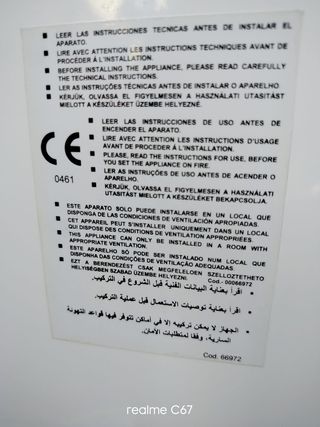 LEER LAS INSTRUCCIONES TECNICAS ANTES DE INSTALAR EL
APARATO.
LIRE AVEC ATTENTION LES INSTRUCTIONS TECHNIQUES AVANT DE
PROCÉDER À L'INSTALLATION.
BEFORE INSTALLING THE APPLIANCE, PLEASE READ CAREFULLY
THE TECHNICAL INSTRUCTIONS.
LER AS INSTRUÇÕES TÉCNICAS ANTES DE INSTALAR O APARELHO.
KÉRJÜK, OLVASSA EL FIGYELMESEN A HASZNÁLATI UTASITÁST
MIELOTT A KÉSZÜLÉKET ÜZEMBE HELYEZNÉ.
LEER LAS INSTRUCCIONES DE USO ANTES DE
ENCENDER EL APARATO.
LIRE AVEC ATTENTION LES INSTRUCTIONS D'USAGE
AVANT DE PROCÉDER À L'INSTALLATION.
PLEASE, READ THE INSTRUCTIONS FOR USE, BEFORE
YOU SET THE APPLIANCE ON FIRE.
LER AS INSTRUÇÕES DE USO ANTES DE ACENDER O
APARELHO.
KÉRJÜK, OLVASSA EL FIGYELMESEN A HASZNÁLATI
UTASITÁST MIELOTT A KÉSZÜLÉKET BEKAPCSOLJA.
CE
0461
ESTE APARATO SOLO PUEDE INSTALARSE EN UN LOCAL QUE
DISPONGA DE LAS CONDICIONES DE VENTILACIÓN APROPIADAS.
CET APPAREIL PEUT S'INSTALLER UNIQUEMENT DANS UN LOCAL
QUI DISPOSE DES CONDITIONS DE VENTILATION APPROPRIÉES.
THIS APPLIANCE CAN ONLY BE INSTALLED IN A ROOM WITH
APPROPRIATE VENTILATION.
ESTE APARELHO SÓ PODE SER INSTALADO NUM LOCAL QUE
DISPONHA DAS CONDIÇÕES DE VENTILAÇÃO ADEQUADAS.
EZT A BERENDEZÉST CSAK MEGFELELOEN SZELLOZTETHETO
HELYISÉGBEN SZABAD ÜZEMBE HELYEZNI. Cod.- 00066972
اقرأ بعناية البيانات الفنية قبل الشروع في التركيب.
اقرأ بعناية توصيات الاستعمال قبل عملية التركيب.
الجهاز لا يمكن تركيبه إلا في أماكن تتوفر فيها قواعد التهوئة
السارية، وفقا لمتطلبات الأمان.
Cod. 66972
realme C67